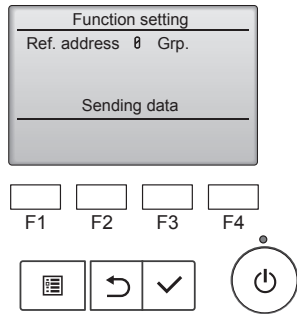 Function setting
Ref. address 0 Grp.
Sending data
F1 F2 F3 F4